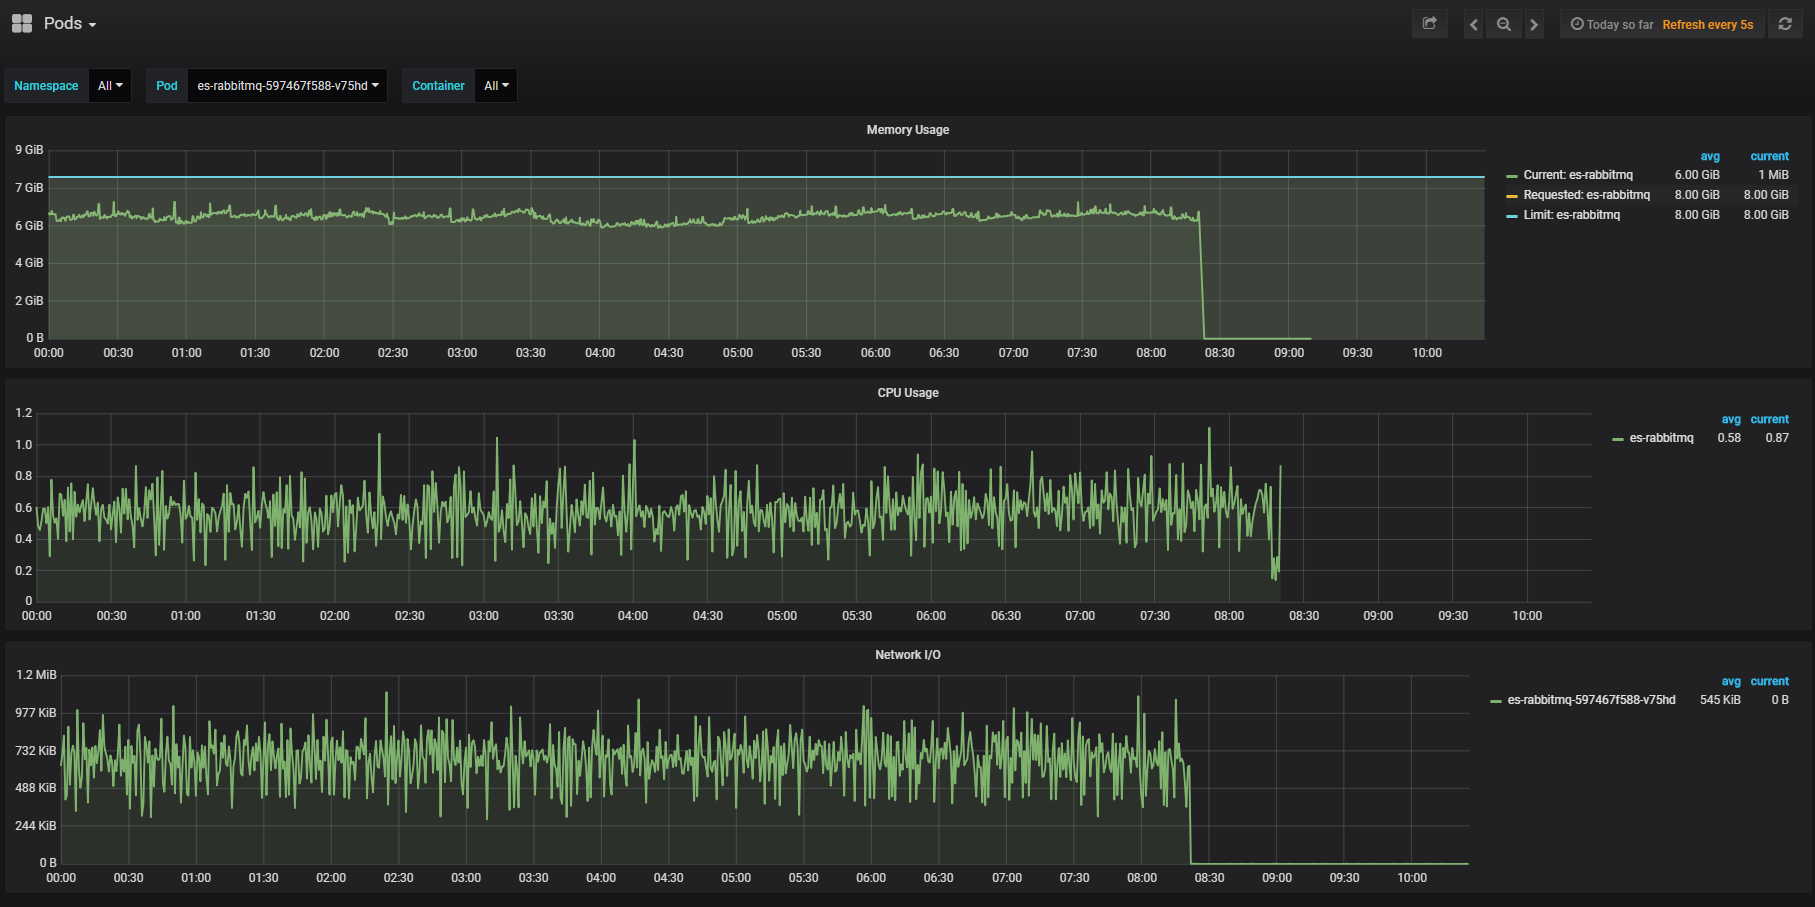 Pods
Today so far Refresh every 5s
Namespace All Pod es-rabbitmq-597467f588-v75hd Container All
Memory Usage
9 GiB
7 GiB
6 GiB
4 GiB
2 GiB
0 B
00:00 00:30 01:00 01:30 02:00 02:30 03:00 03:30 04:00 04:30 05:00 05:30 06:00 06:30 07:00 07:30 08:00 08:30 09:00 09:30 10:00
avg current
Current: es-rabbitmq 6.00 GiB 1 MiB
Requested: es-rabbitmq 8.00 GiB 8.00 GiB
Limit: es-rabbitmq 8.00 GiB 8.00 GiB
CPU Usage
1.2
1.0
0.8
0.6
0.4
0.2
0
00:00 00:30 01:00 01:30 02:00 02:30 03:00 03:30 04:00 04:30 05:00 05:30 06:00 06:30 07:00 07:30 08:00 08:30 09:00 09:30 10:00
avg current
es-rabbitmq 0.58 0.87
Network I/O
1.2 MiB
977 KiB
732 KiB
488 KiB
244 KiB
0 B
00:00 00:30 01:00 01:30 02:00 02:30 03:00 03:30 04:00 04:30 05:00 05:30 06:00 06:30 07:00 07:30 08:00 08:30 09:00 09:30 10:00
avg current
es-rabbitmq-597467f588-v75hd 545 KiB 0 B